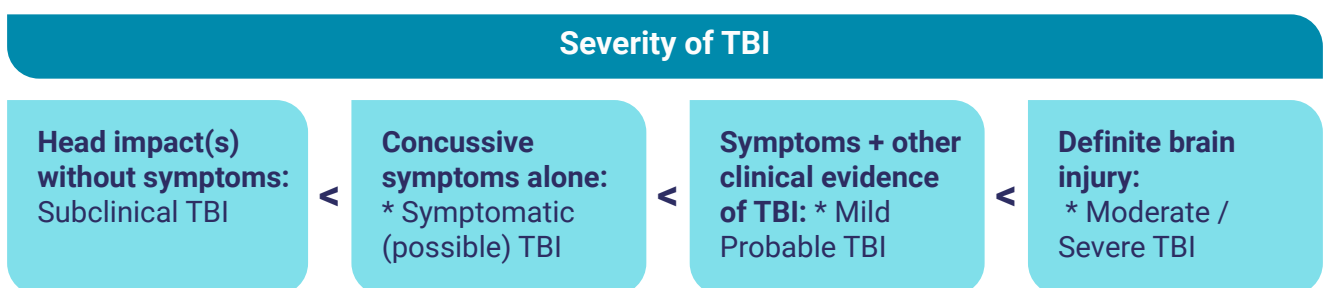 Severity of TBI
Head impact(s)
without symptoms:
Subclinical TBI
<
Concussive
symptoms alone:
* Symptomatic
(possible) TBI
<
Symptoms + other
clinical evidence
of TBI: * Mild
Probable TBI
<
Definite brain
injury:
* Moderate /
Severe TBI